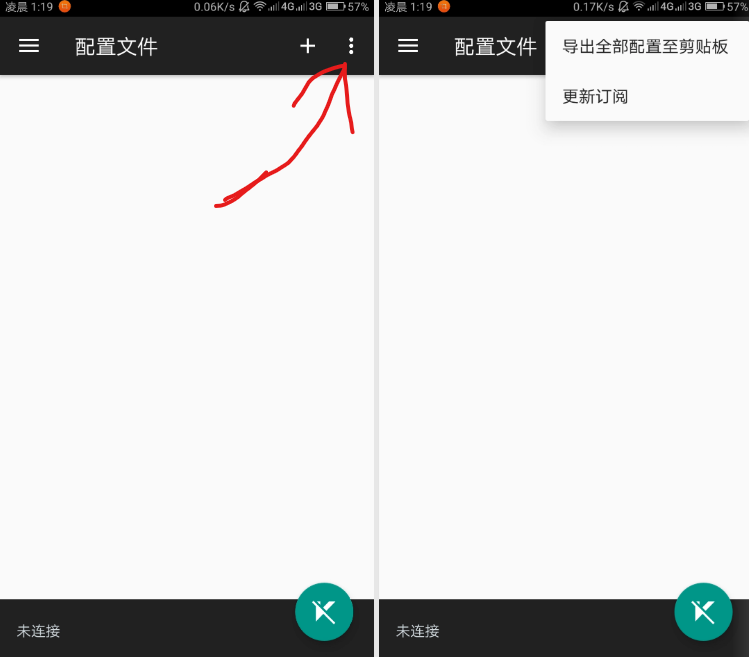 凌晨 1:19 0.06K/s 4G 3G 57%
配置文件
未连接
凌晨 1:19 0.17K/s 4G 3G 57%
配置文件
导出全部配置至剪贴板
更新订阅
未连接